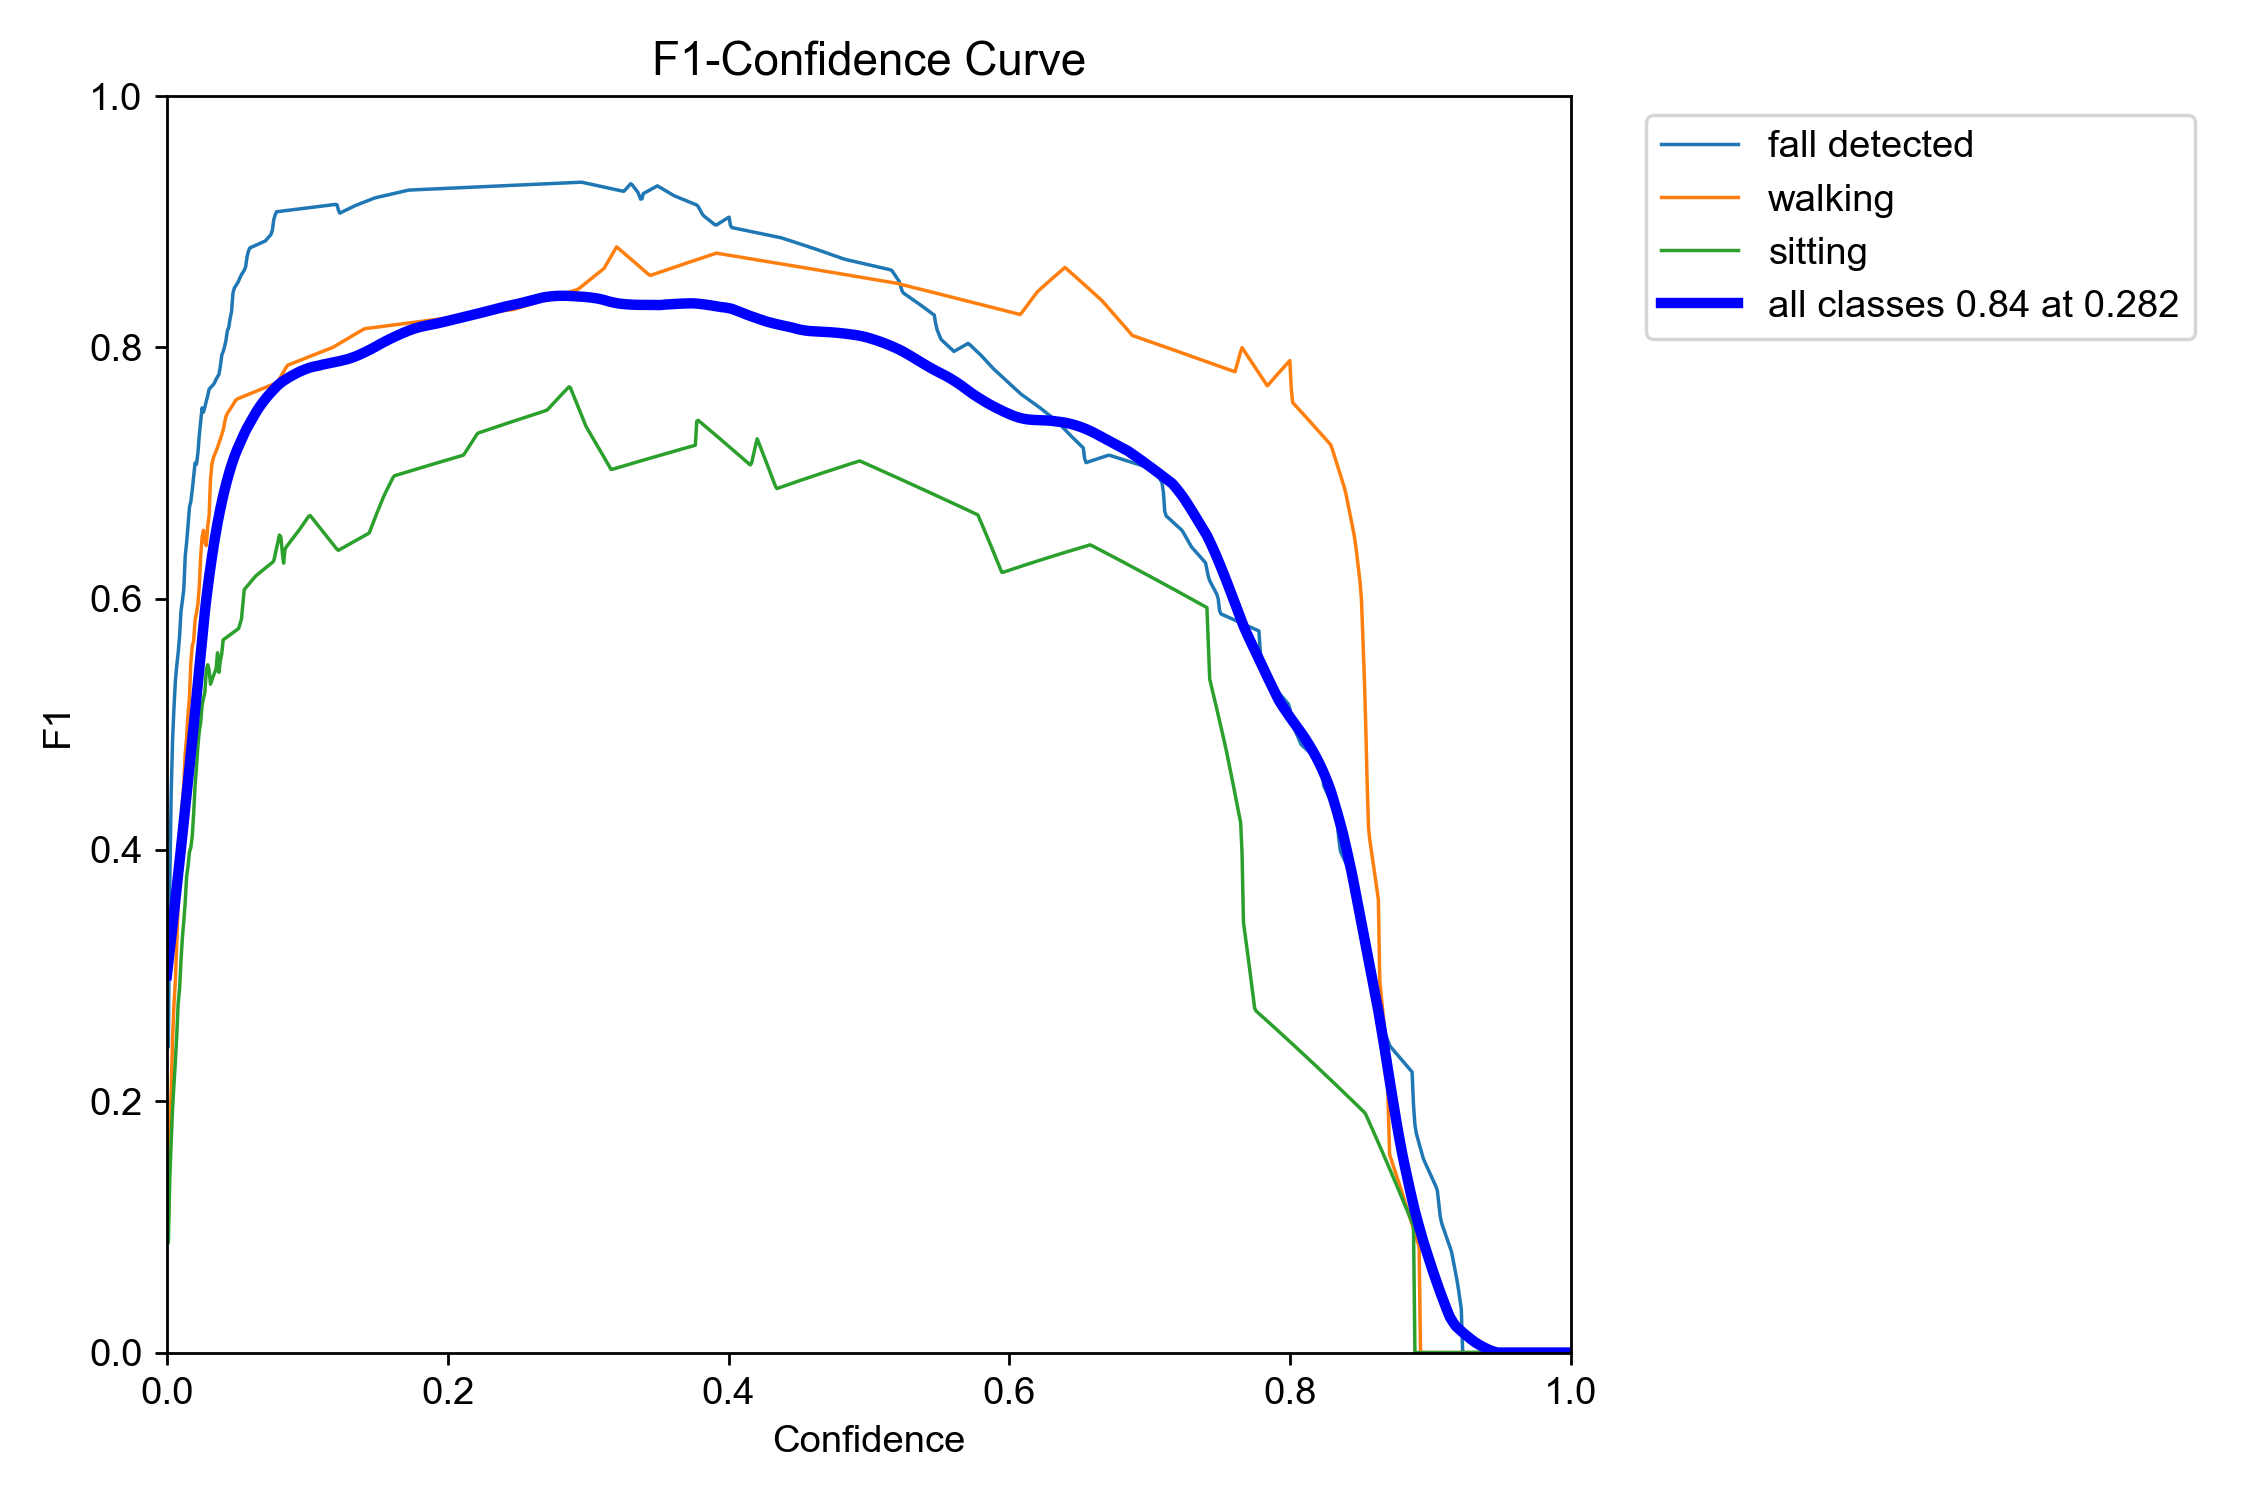 F1-Confidence Curve
1.0
0.8
0.6
0.4
0.2
0.0
F1
0.0 0.2 0.4 0.6 0.8 1.0
Confidence
fall detected
walking
sitting
all classes 0.84 at 0.282